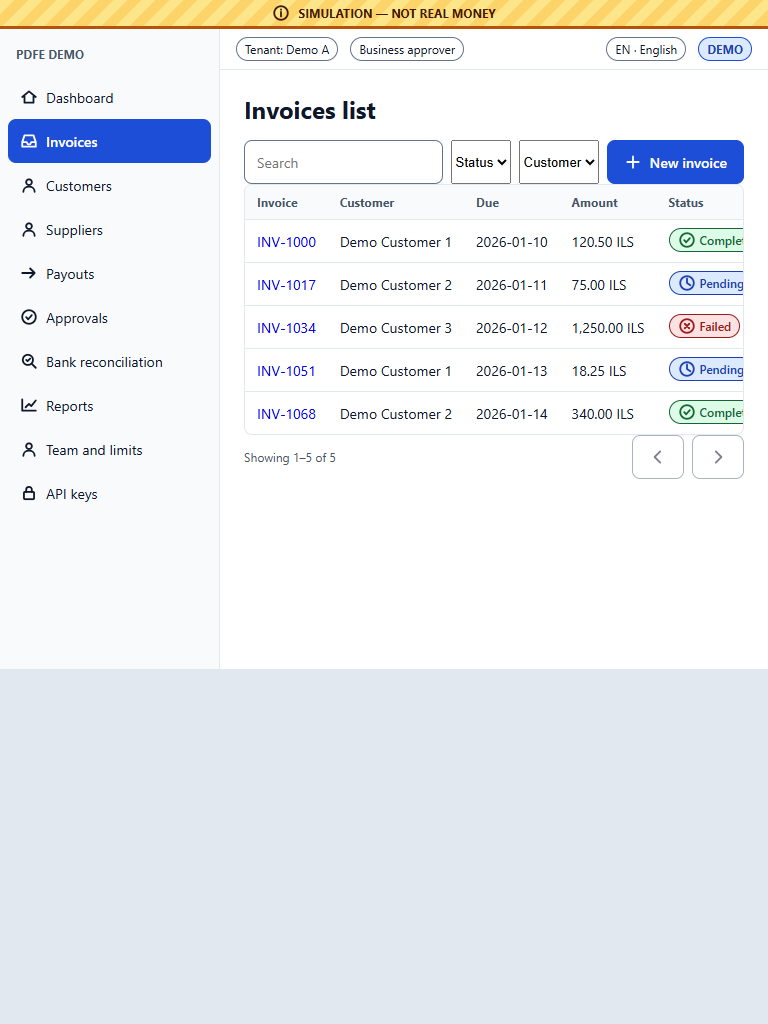 SIMULATION — NOT REAL MONEY
PDFE DEMO
Tenant: Demo A
Business approver
EN · English
DEMO
Dashboard
Invoices
Customers
Suppliers
Payouts
Approvals
Bank reconciliation
Reports
Team and limits
API keys
Invoices list
Search
Status
Customer
New invoice
Invoice Customer Due Amount Status
INV-1000 Demo Customer 1 2026-01-10 120.50 ILS Complet
INV-1017 Demo Customer 2 2026-01-11 75.00 ILS Pending
INV-1034 Demo Customer 3 2026-01-12 1,250.00 ILS Failed
INV-1051 Demo Customer 1 2026-01-13 18.25 ILS Pending
INV-1068 Demo Customer 2 2026-01-14 340.00 ILS Complet
Showing 1–5 of 5